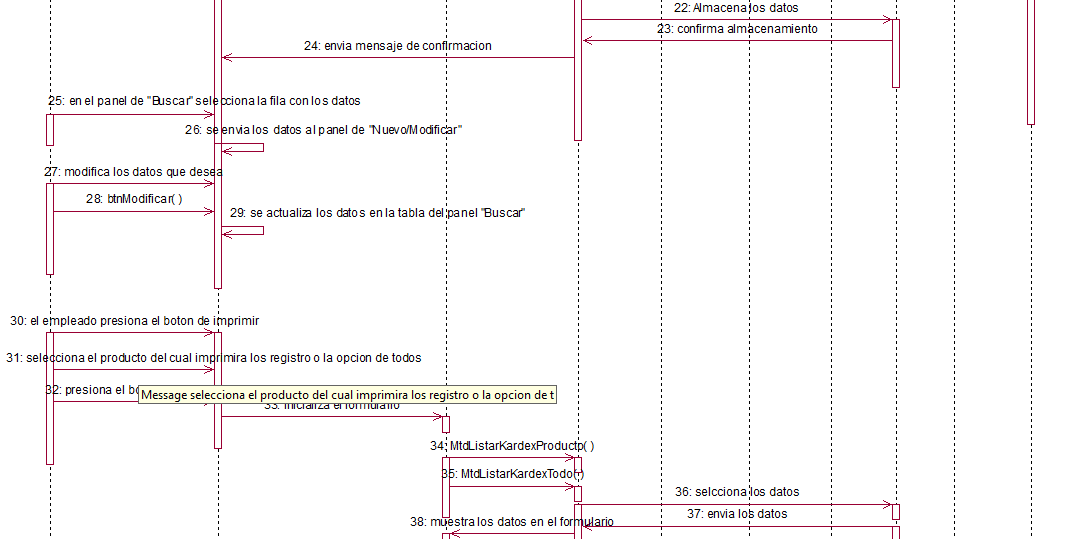 22: Almacena los datos
23: confirma almacenamiento
24: envia mensaje de confirmacion
25: en el panel de "Buscar" selecciona la fila con los datos
26: se envia los datos al panel de "Nuevo/Modificar"
27: modifica los datos que desea
28: btnModificar( )
29: se actualiza los datos en la tabla del panel "Buscar"
30: el empleado presiona el boton de imprimir
31: selecciona el producto del cual imprimira los registro o la opcion de todos
32: presiona el
Message selecciona el producto del cual imprimira los registro o la opcion de t
33: inicializa el formulario
34: MtdListarKardexProducto( )
35: MtdListarKardexTodo( )
36: selcciona los datos
37: envia los datos
38: muestra los datos en el formulario